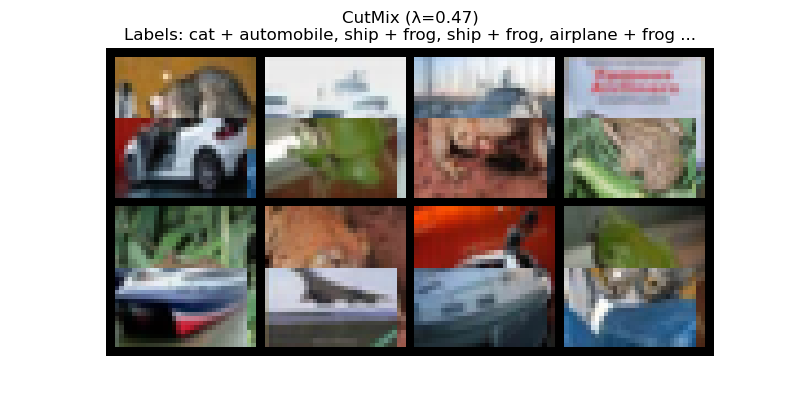 CutMix (λ=0.47)
Labels: cat + automobile, ship + frog, ship + frog, airplane + frog ...